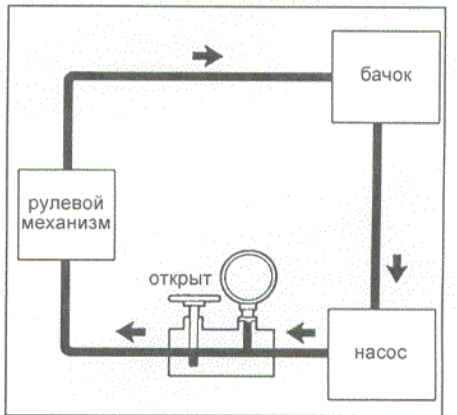 бачок
рулевой
механизм
открыт
насос